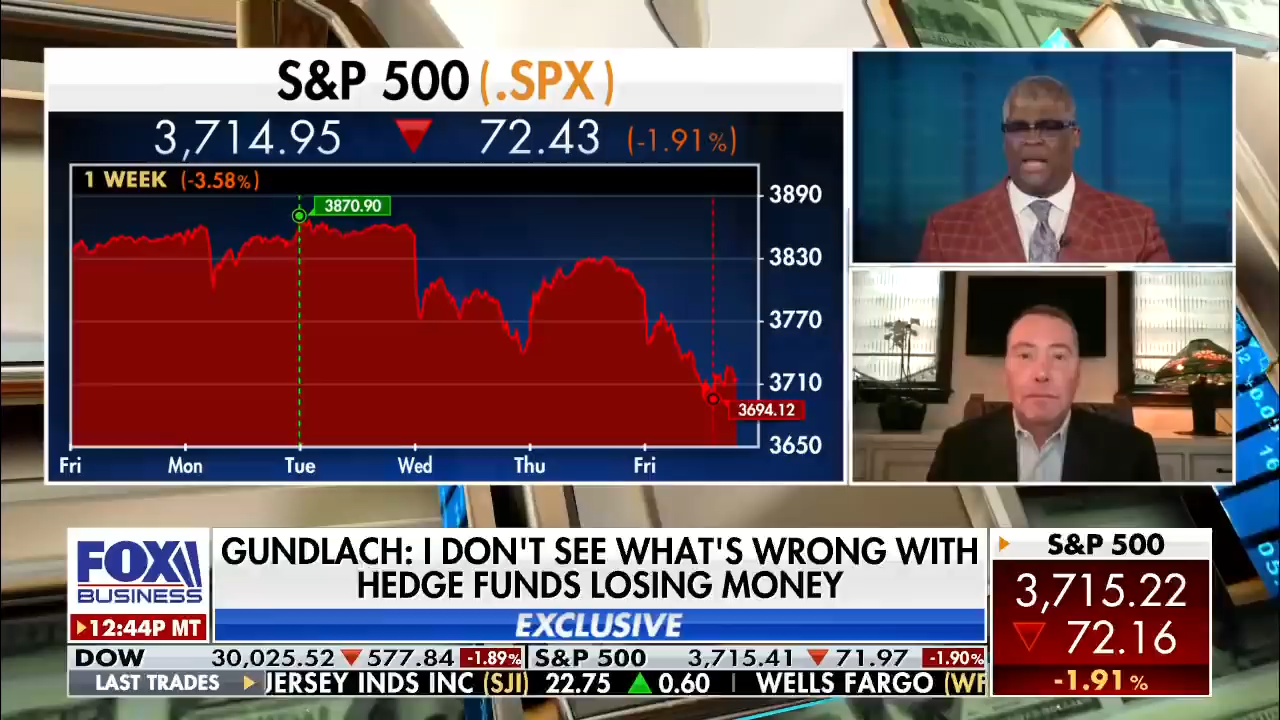 S&P 500 (.SPX)
3,714.95 ▼ 72.43 (-1.91%)
1 WEEK (-3.58%)
3870.90
3694.12
3890
3830
3770
3710
3650
Fri Mon Tue Wed Thu Fri
FOX
BUSINESS
12:44P MT
GUNDLACH: I DON'T SEE WHAT'S WRONG WITH
HEDGE FUNDS LOSING MONEY
EXCLUSIVE
S&P 500
3,715.22
▼ 72.16
-1.91%
DOW 30,025.52 ▼ 577.84 -1.89% S&P 500 3,715.41 ▼ 71.97 -1.90%
LAST TRADES JERSEY INDS INC (SJI) 22.75 ▲ 0.60 | WELLS FARGO (WF